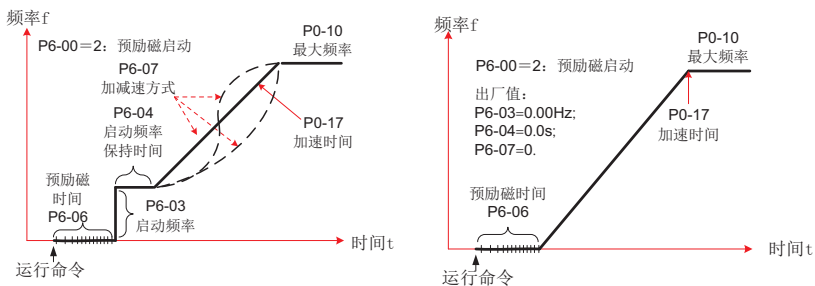 频率f
P6-00＝2：预励磁启动
P6-07
加减速方式
P6-04
启动频率
保持时间
P0-10
最大频率
P0-17
加速时间
预励磁
时间
P6-06
P6-03
启动频率
时间t
运行命令
频率f
P0-10
最大频率
P6-00＝2：预励磁启动
出厂值：
P6-03=0.00Hz;
P6-04=0.0s;
P6-07=0.
P0-17
加速时间
预励磁时间
P6-06
时间t
运行命令